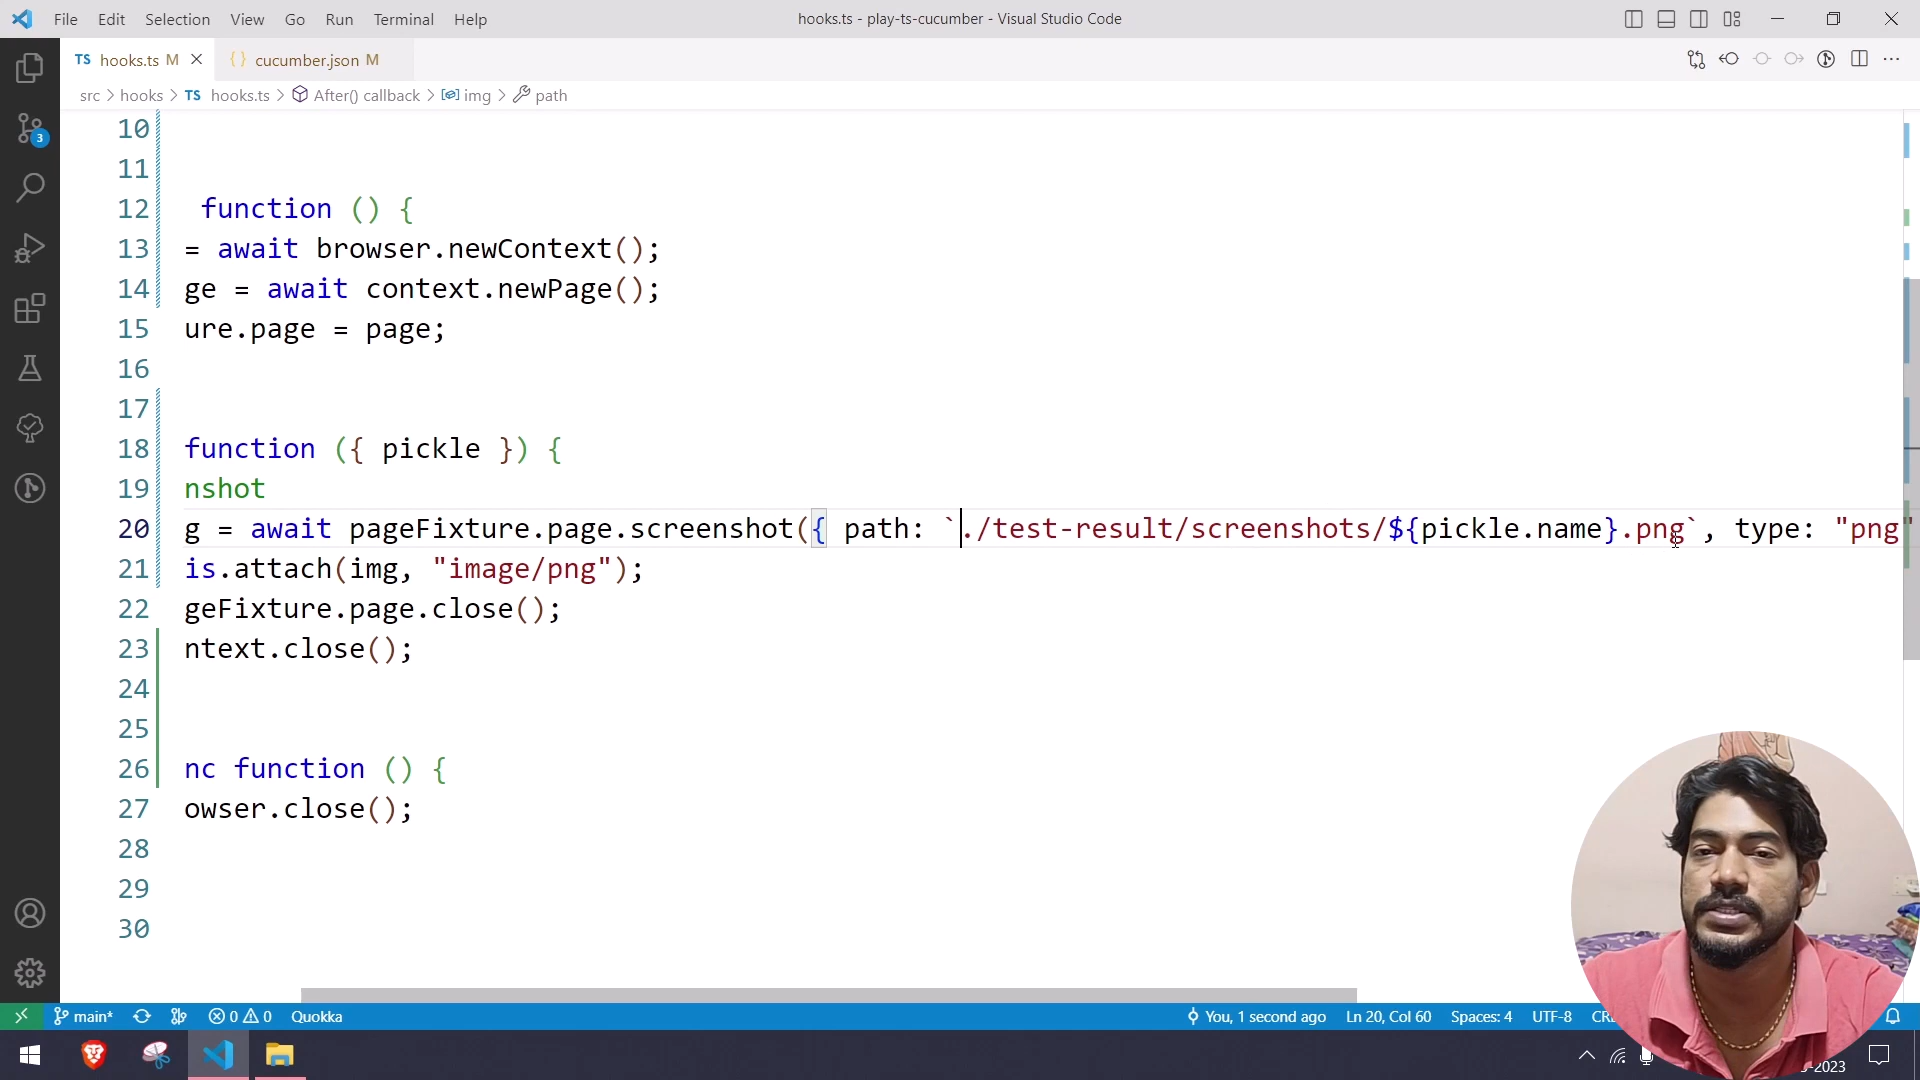 File Edit Selection View Go Run Terminal Help
hooks.ts - play-ts-cucumber - Visual Studio Code
TS hooks.ts M
{} cucumber.json M
src > hooks > TS hooks.ts > After() callback > img > path
3
10
11
12 function () {
13 = await browser.newContext();
14 ge = await context.newPage();
15 ure.page = page;
16
17
18 function ({ pickle }) {
19 nshot
20 g = await pageFixture.page.screenshot({ path: `./test-result/screenshots/${pickle.name}.png`, type: "png"
21 is.attach(img, "image/png");
22 geFixture.page.close();
23 ntext.close();
24
25
26 nc function () {
27 owser.close();
28
29
30
main* 0 0 Quokka
You, 1 second ago Ln 20, Col 60 Spaces: 4 UTF-8
-2023